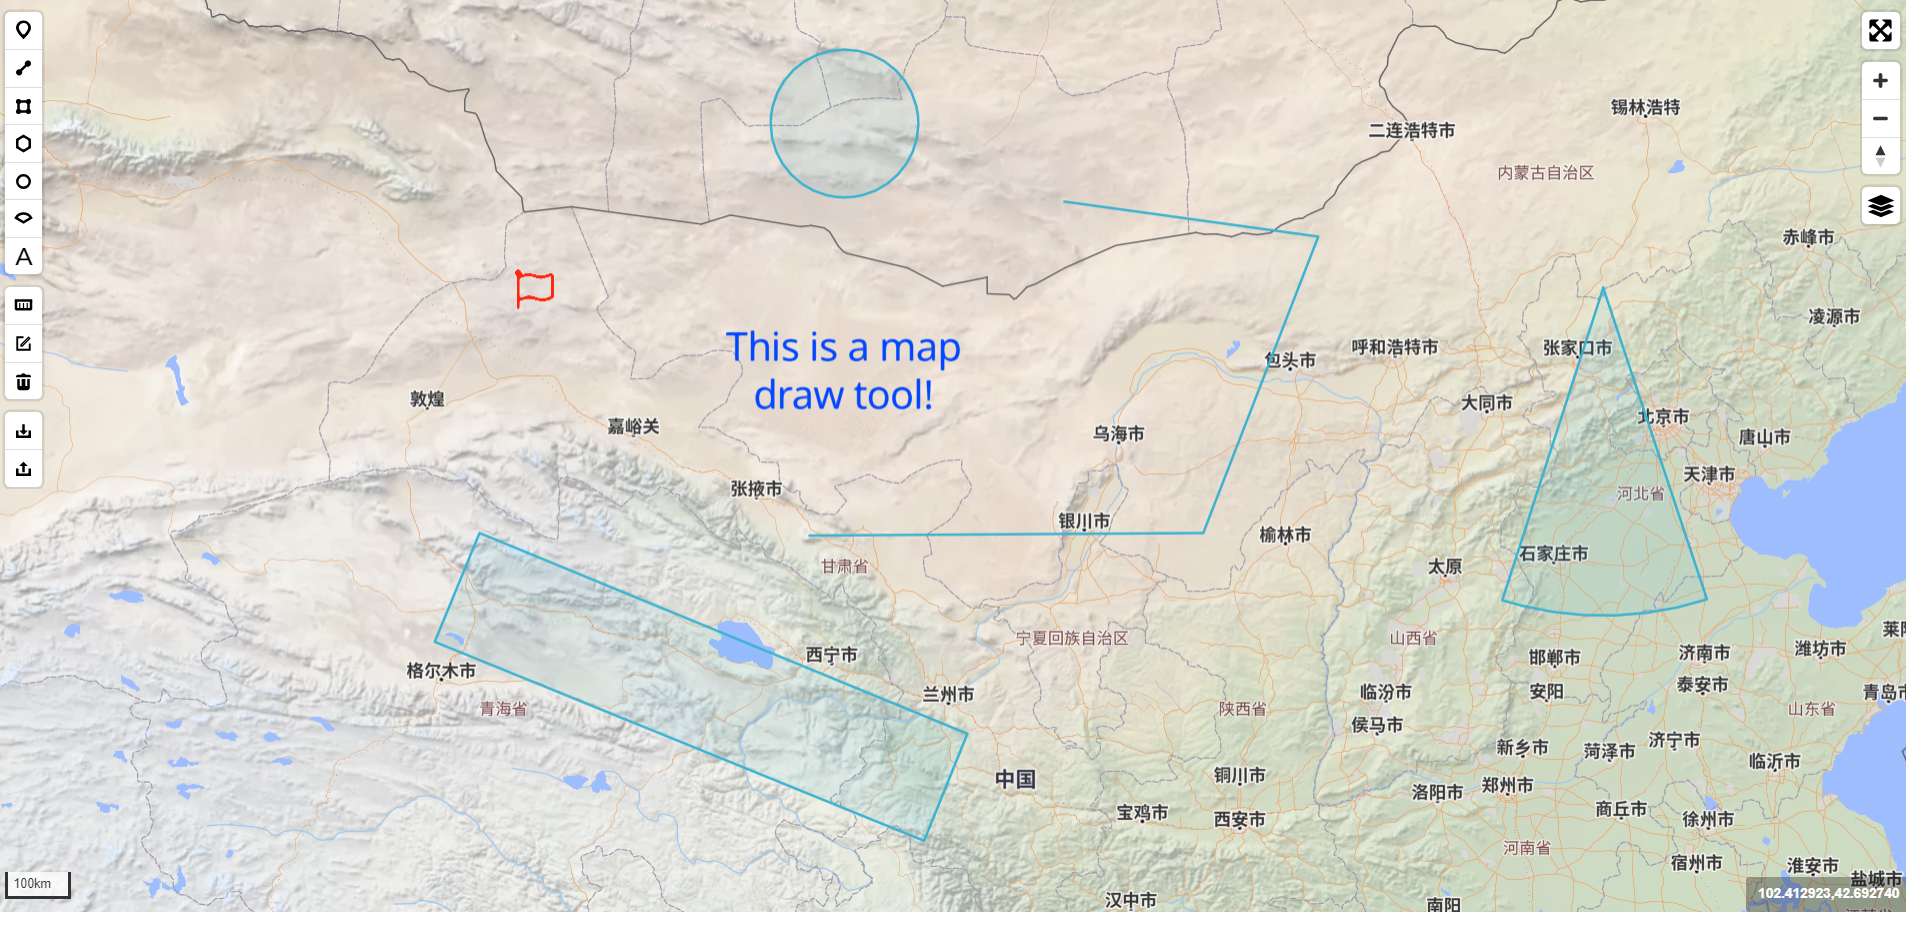 锡林浩特
二连浩特市
内蒙古自治区
赤峰市
A
凌源市
This is a map
draw tool!
呼和浩特市
张家口市
包头市
敦煌
大同市
北京市
嘉峪关
乌海市
唐山市
天津市
张掖市
河北省
银川市
榆林市
石家庄市
甘肃省
太原
宁夏回族自治区
山西省
西宁市
邯郸市
济南市
潍坊市
格尔木市
泰安市
兰州市
临汾市
安阳
青岛
青海省
陕西省
山东省
侯马市
新乡市
菏泽市
济宁市
临沂市
中国
铜川市
洛阳市
郑州市
宝鸡市
西安市
商丘市
徐州市
河南省
宿州市
淮安市
盐城市
100km
102.412923,42.692740
汉中市
南阳